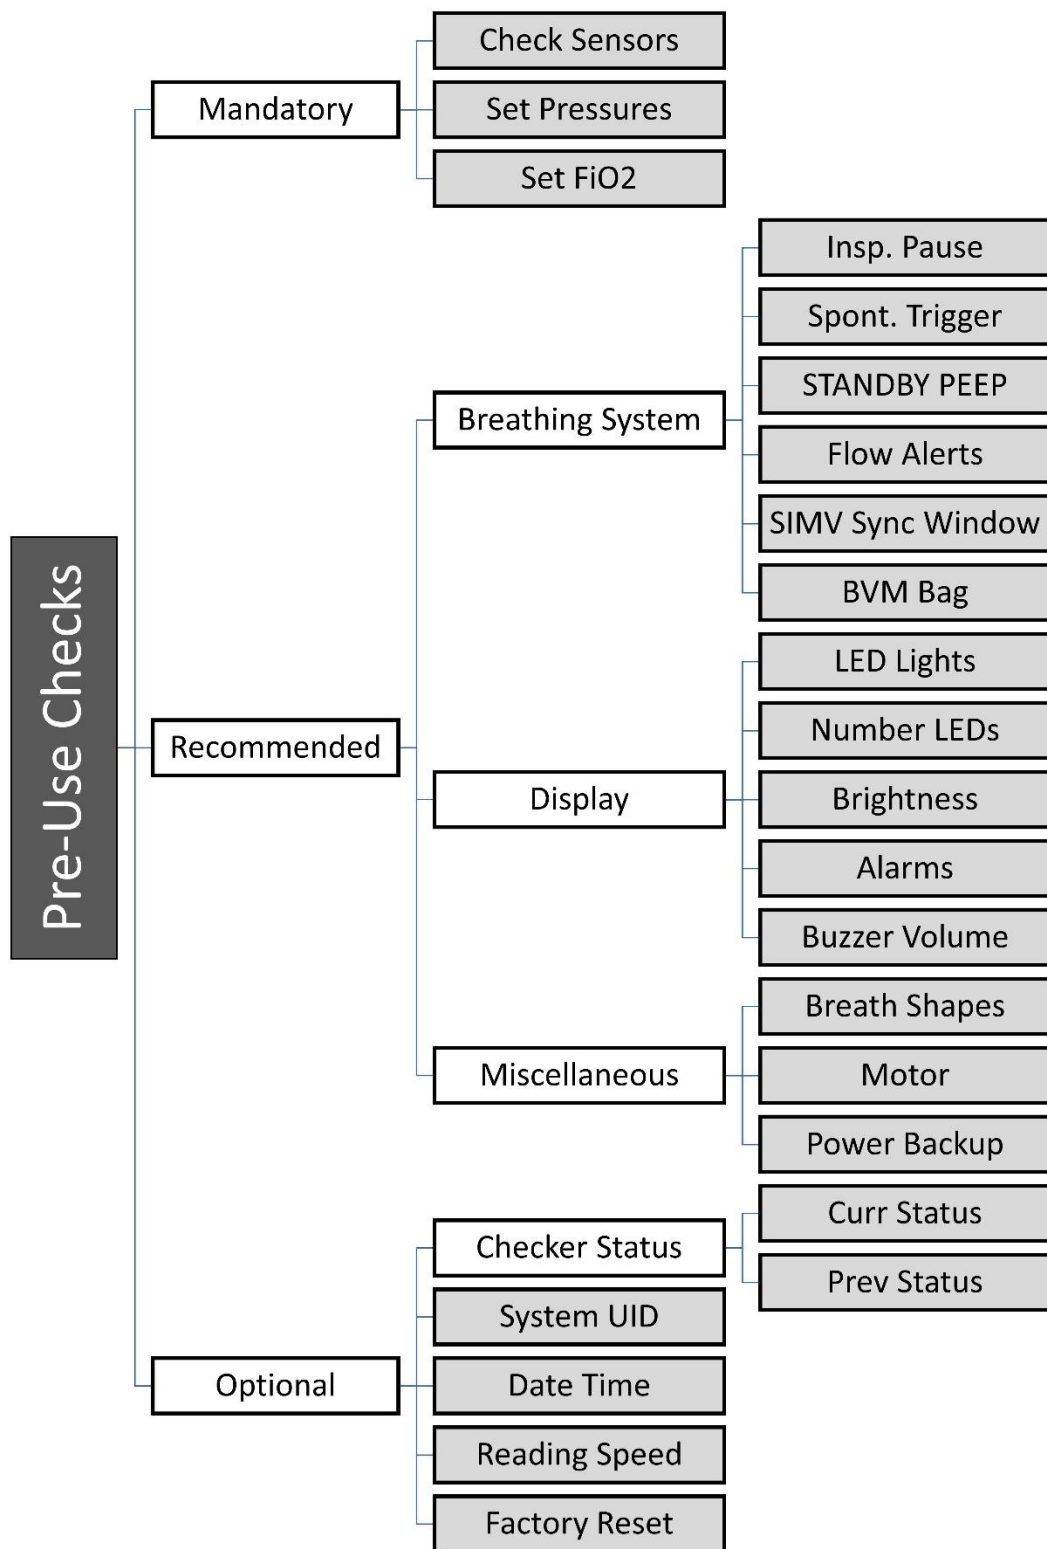 Pre-Use Checks
Mandatory
Check Sensors
Set Pressures
Set FiO2
Recommended
Breathing System
Insp. Pause
Spont. Trigger
STANDBY PEEP
Flow Alerts
SIMV Sync Window
BVM Bag
Display
LED Lights
Number LEDs
Brightness
Alarms
Buzzer Volume
Miscellaneous
Breath Shapes
Motor
Power Backup
Optional
Checker Status
Curr Status
Prev Status
System UID
Date Time
Reading Speed
Factory Reset